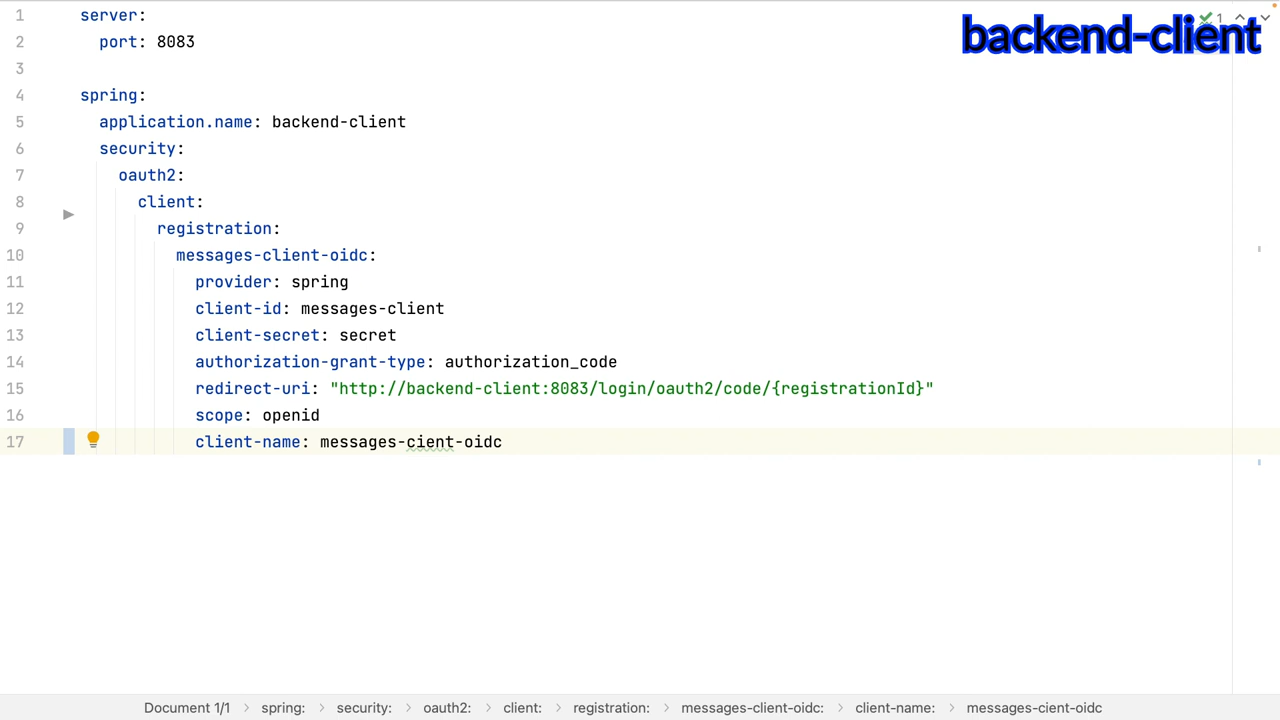 backend-client
1
1 server:
2 port: 8083
3
4 spring:
5 application.name: backend-client
6 security:
7 oauth2:
8 client:
9 registration:
10 messages-client-oidc:
11 provider: spring
12 client-id: messages-client
13 client-secret: secret
14 authorization-grant-type: authorization_code
15 redirect-uri: "http://backend-client:8083/login/oauth2/code/{registrationId}"
16 scope: openid
17 client-name: messages-cient-oidc
Document 1/1 > spring: > security: > oauth2: > client: > registration: > messages-client-oidc: > client-name: > messages-cient-oidc